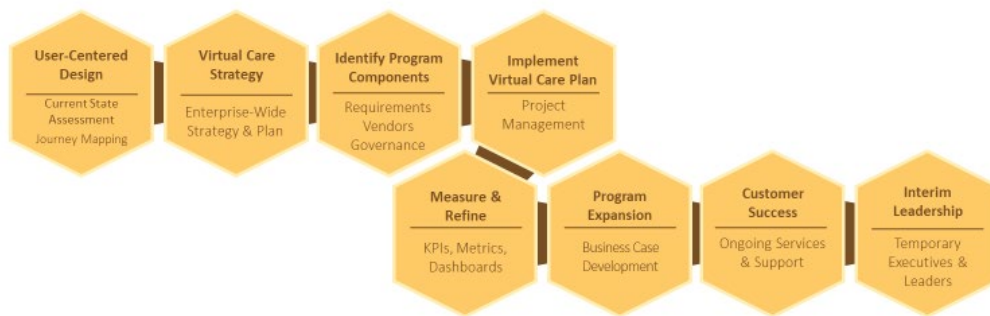 User-Centered
Design
Current State
Assessment
Journey Mapping
Virtual Care
Strategy
Enterprise-Wide
Strategy & Plan
Identify Program
Components
Requirements
Vendors
Governance
Implement
Virtual Care Plan
Project
Management
Measure &
Refine
KPIs, Metrics,
Dashboards
Program
Expansion
Business Case
Development
Customer
Success
Ongoing Services
& Support
Interim
Leadership
Temporary
Executives &
Leaders